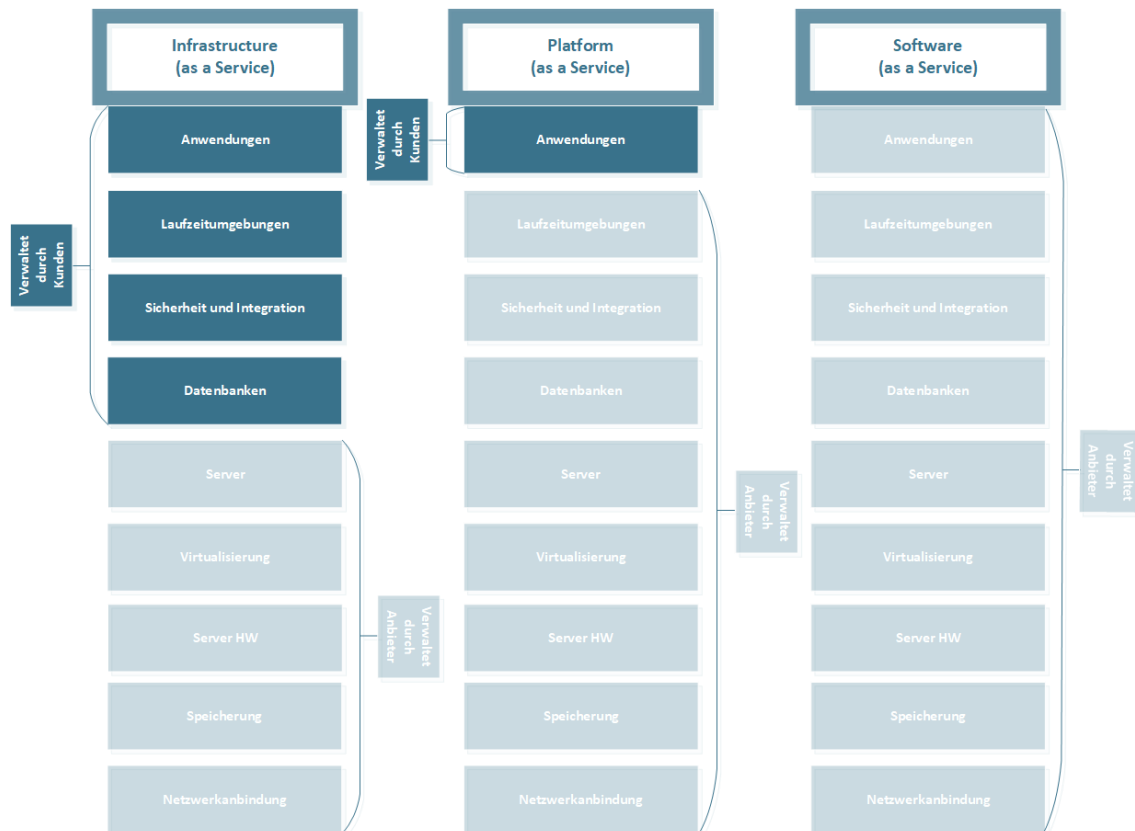 Infrastructure
(as a Service)
Verwaltet
durch
Kunden
Anwendungen
Laufzeitumgebungen
Sicherheit und Integration
Datenbanken
Server
Virtualisierung
Server HW
Speicherung
Netzwerkanbindung
Verwaltet
durch
Anbieter
Platform
(as a Service)
Verwaltet
durch
Kunden
Anwendungen
Laufzeitumgebungen
Sicherheit und Integration
Datenbanken
Server
Virtualisierung
Server HW
Speicherung
Netzwerkanbindung
Verwaltet
durch
Anbieter
Software
(as a Service)
Anwendungen
Laufzeitumgebungen
Sicherheit und Integration
Datenbanken
Server
Virtualisierung
Server HW
Speicherung
Netzwerkanbindung
Verwaltet
durch
Anbieter